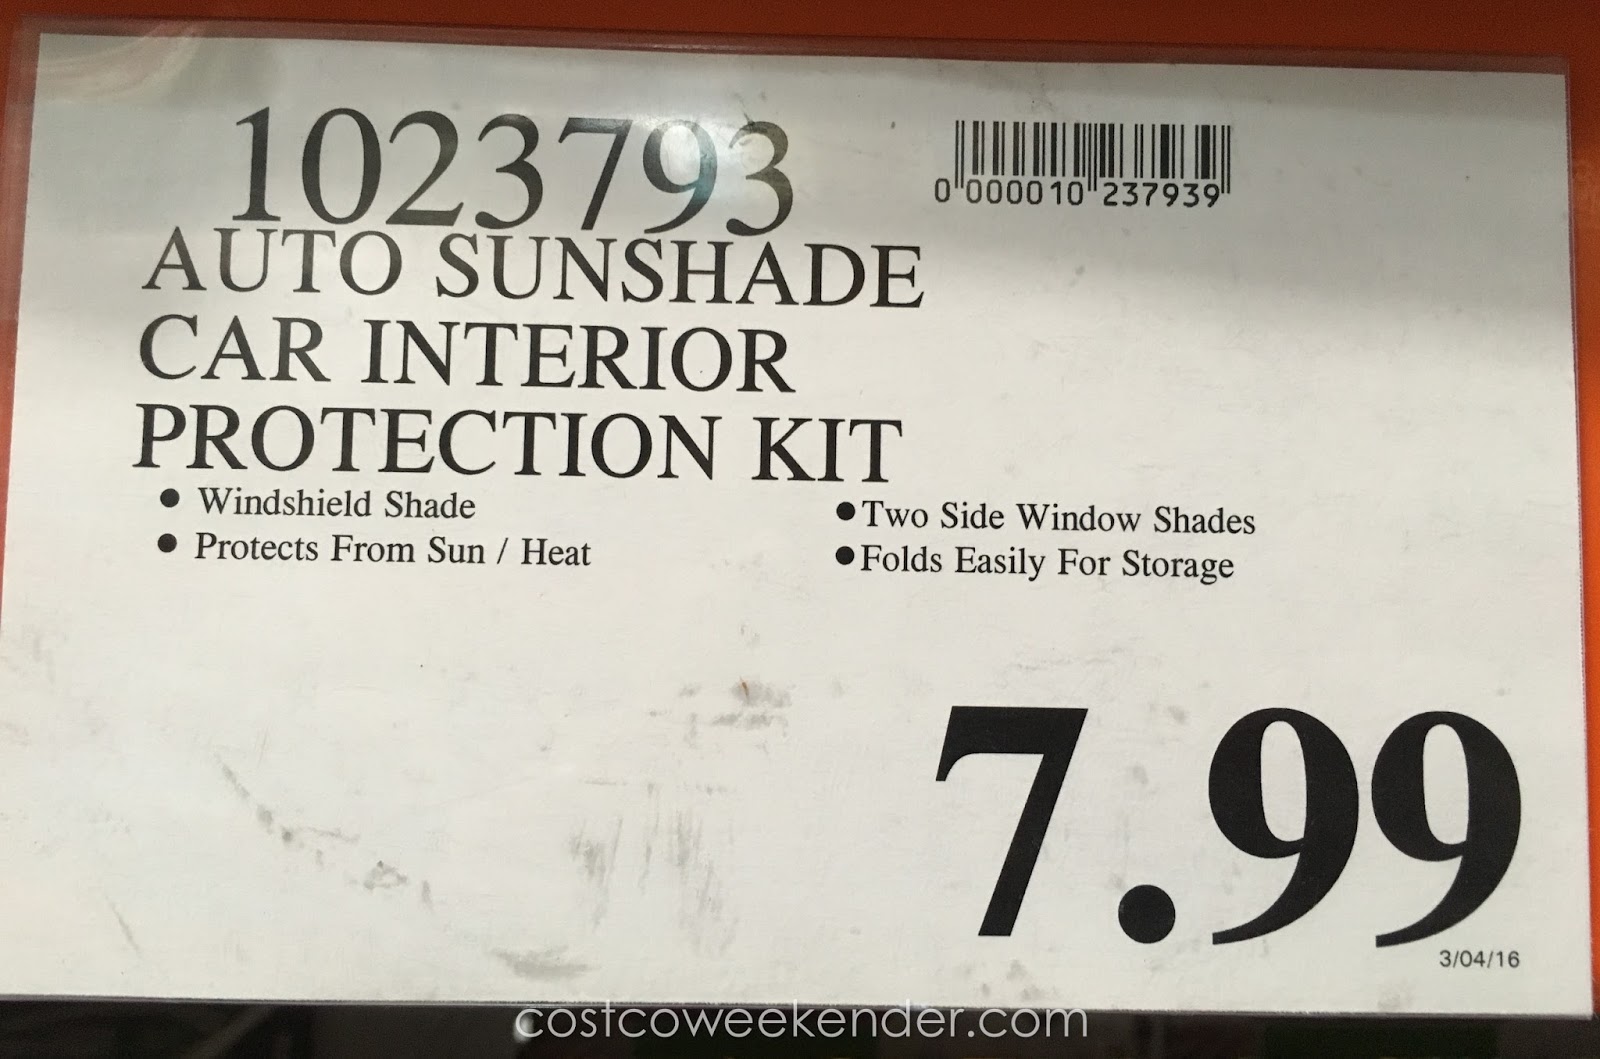 1023793
0 000010 237939
AUTO SUNSHADE
CAR INTERIOR
PROTECTION KIT
• Windshield Shade
• Protects From Sun / Heat
• Two Side Window Shades
• Folds Easily For Storage
7.99
3/04/16
costcoweekender.com